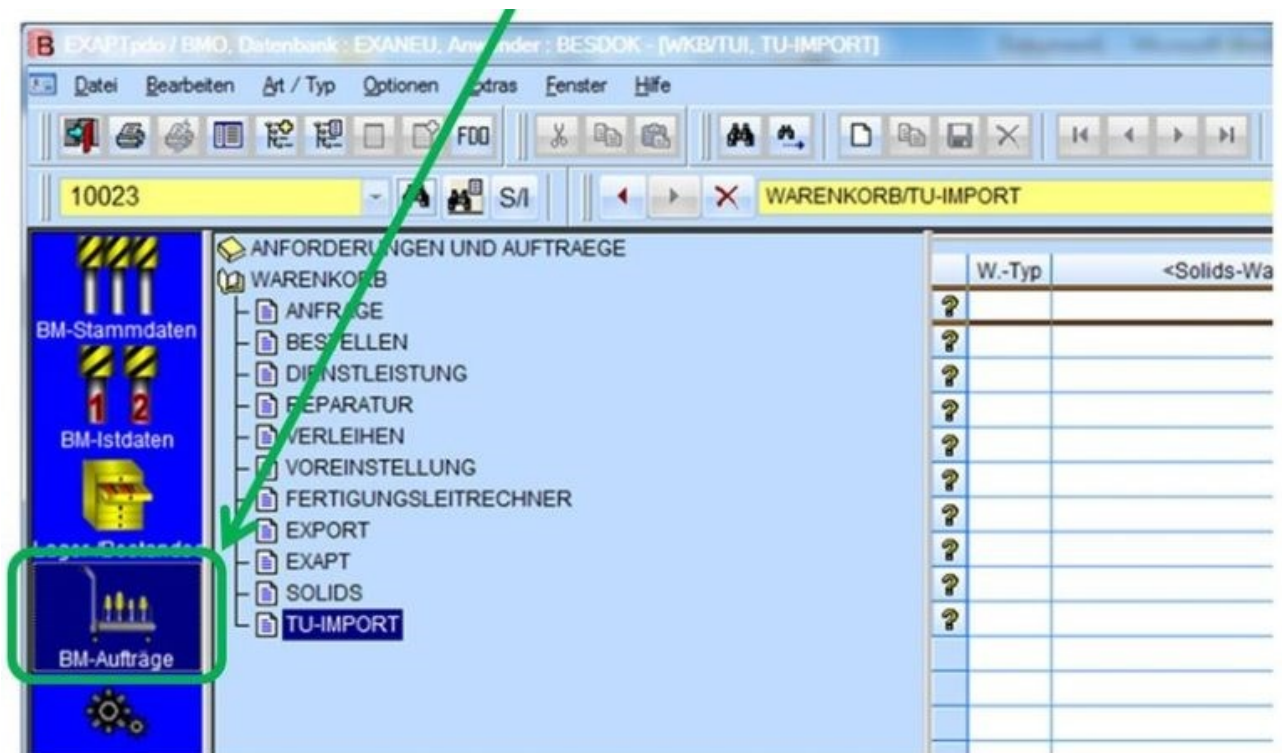 EXAPTpdo / BMO, Datenbank : EXANEU, Anwender : BESDOK - [WKB/TUI, TU-IMPORT]
Datei Bearbeiten Art / Typ Optionen Extras Fenster Hilfe
FDO
10023 S/I WARENKORB/TU-IMPORT
ANFORDERUNGEN UND AUFTRAEGE
WARENKORB
ANFRAGE
BESTELLEN
DIENSTLEISTUNG
REPARATUR
VERLEIHEN
VOREINSTELLUNG
FERTIGUNGSLEITRECHNER
EXPORT
EXAPT
SOLIDS
TU-IMPORT
BM-Stammdaten
1 2
BM-Istdaten
BM-Aufträge
W.-Typ <Solids-Wa